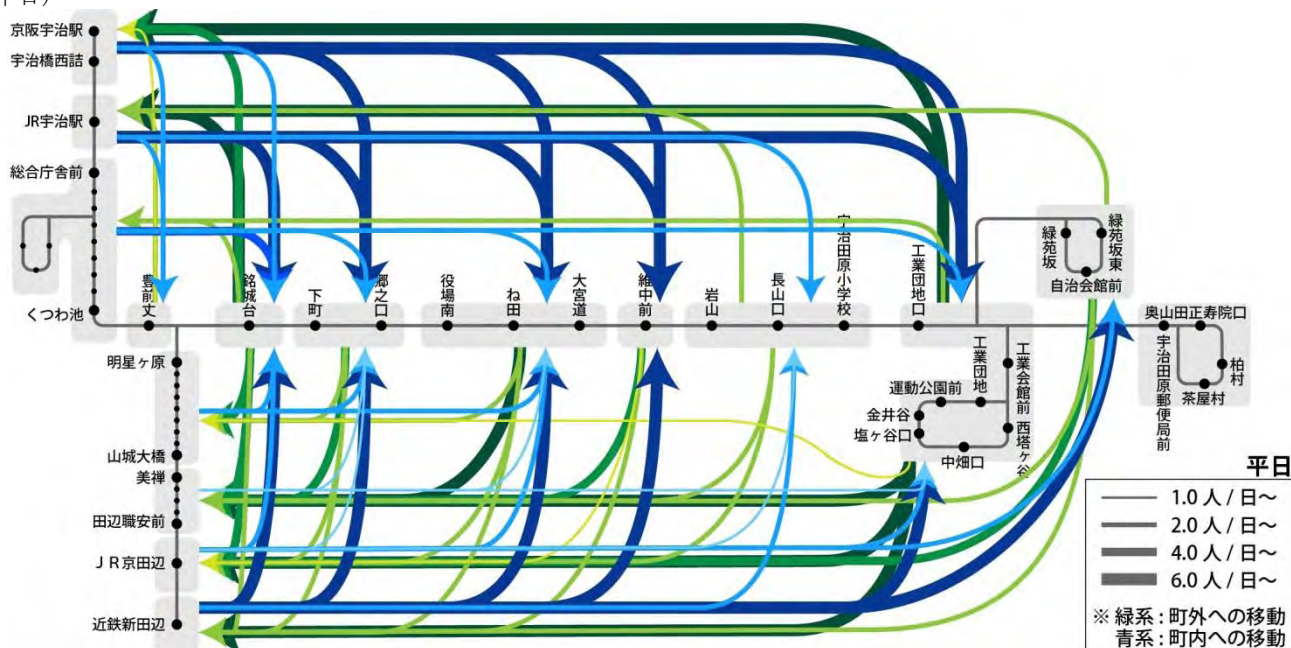 平日）
京阪宇治駅
宇治橋西詰
JR宇治駅
総合庁舎前
くつわ池
豊前丈
銘城台
下町
郷之口
役場南
ね田
大宮道
維中前
岩山
長山口
宇治田原小学校
工業団地口
緑苑坂
緑苑坂東
自治会館前
工業団地
工業会館前
運動公園前
金井谷
塩ヶ谷口
中畑口
西塔ヶ谷
奥山田正寿院口
宇治田原郵便局前
柏村
茶屋村
明星ヶ原
山城大橋
美禅
田辺職安前
ＪＲ京田辺
近鉄新田辺
平日
1.0 人 / 日～
2.0 人 / 日～
4.0 人 / 日～
6.0 人 / 日～
※ 緑系 : 町外への移動
青系 : 町内への移動